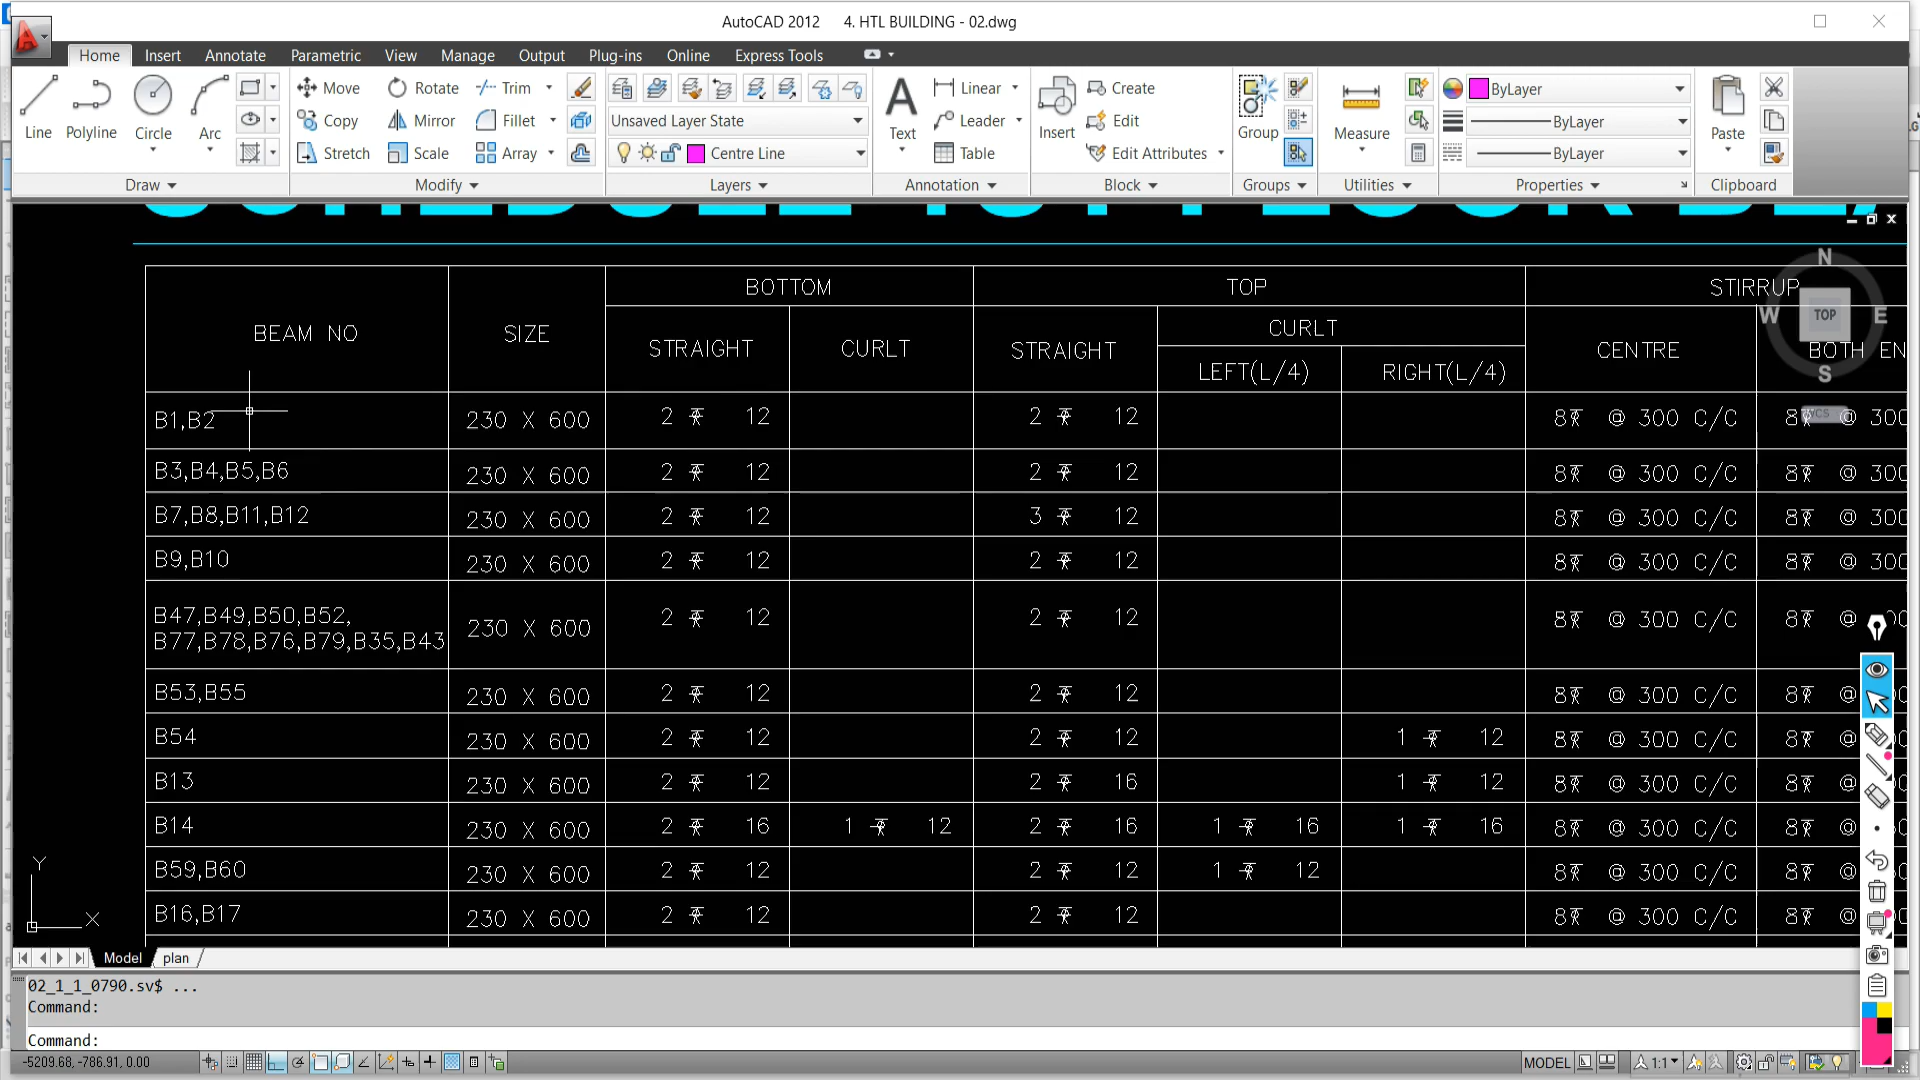 AutoCAD 2012 4. HTL BUILDING - 02.dwg
Home Insert Annotate Parametric View Manage Output Plug-ins Online Express Tools
Line Polyline Circle Arc
Move Rotate Trim
Copy Mirror Fillet
Stretch Scale Array
Unsaved Layer State
Centre Line
Text
Linear
Leader
Table
Insert
Create
Edit
Edit Attributes
Group
Measure
ByLayer
ByLayer
ByLayer
Paste
Draw Modify Layers Annotation Block Groups Utilities Properties Clipboard
BEAM NO SIZE BOTTOM TOP STIRRUP
STRAIGHT CURLT STRAIGHT CURLT CENTRE BOTH EN
LEFT(L/4) RIGHT(L/4)
B1,B2 230 X 600 2 12 2 12 8 @ 300 C/C 8 @ 300
B3,B4,B5,B6 230 X 600 2 12 2 12 8 @ 300 C/C 8 @ 300
B7,B8,B11,B12 230 X 600 2 12 3 12 8 @ 300 C/C 8 @ 300
B9,B10 230 X 600 2 12 2 12 8 @ 300 C/C 8 @ 300
B47,B49,B50,B52,
B77,B78,B76,B79,B35,B43 230 X 600 2 12 2 12 8 @ 300 C/C 8 @
B53,B55 230 X 600 2 12 2 12 8 @ 300 C/C 8 @
B54 230 X 600 2 12 2 12 1 12 8 @ 300 C/C 8 @
B13 230 X 600 2 12 2 16 1 12 8 @ 300 C/C 8 @
B14 230 X 600 2 16 1 12 2 16 1 16 1 16 8 @ 300 C/C 8 @
B59,B60 230 X 600 2 12 2 12 1 12 8 @ 300 C/C 8 @
B16,B17 230 X 600 2 12 2 12 8 @ 300 C/C 8 @
N
W TOP E
S
WCS
Y
X
Model plan
02_1_1_0790.sv$ ...
Command:
Command:
-5209.68, -786.91, 0.00 MODEL 1:1